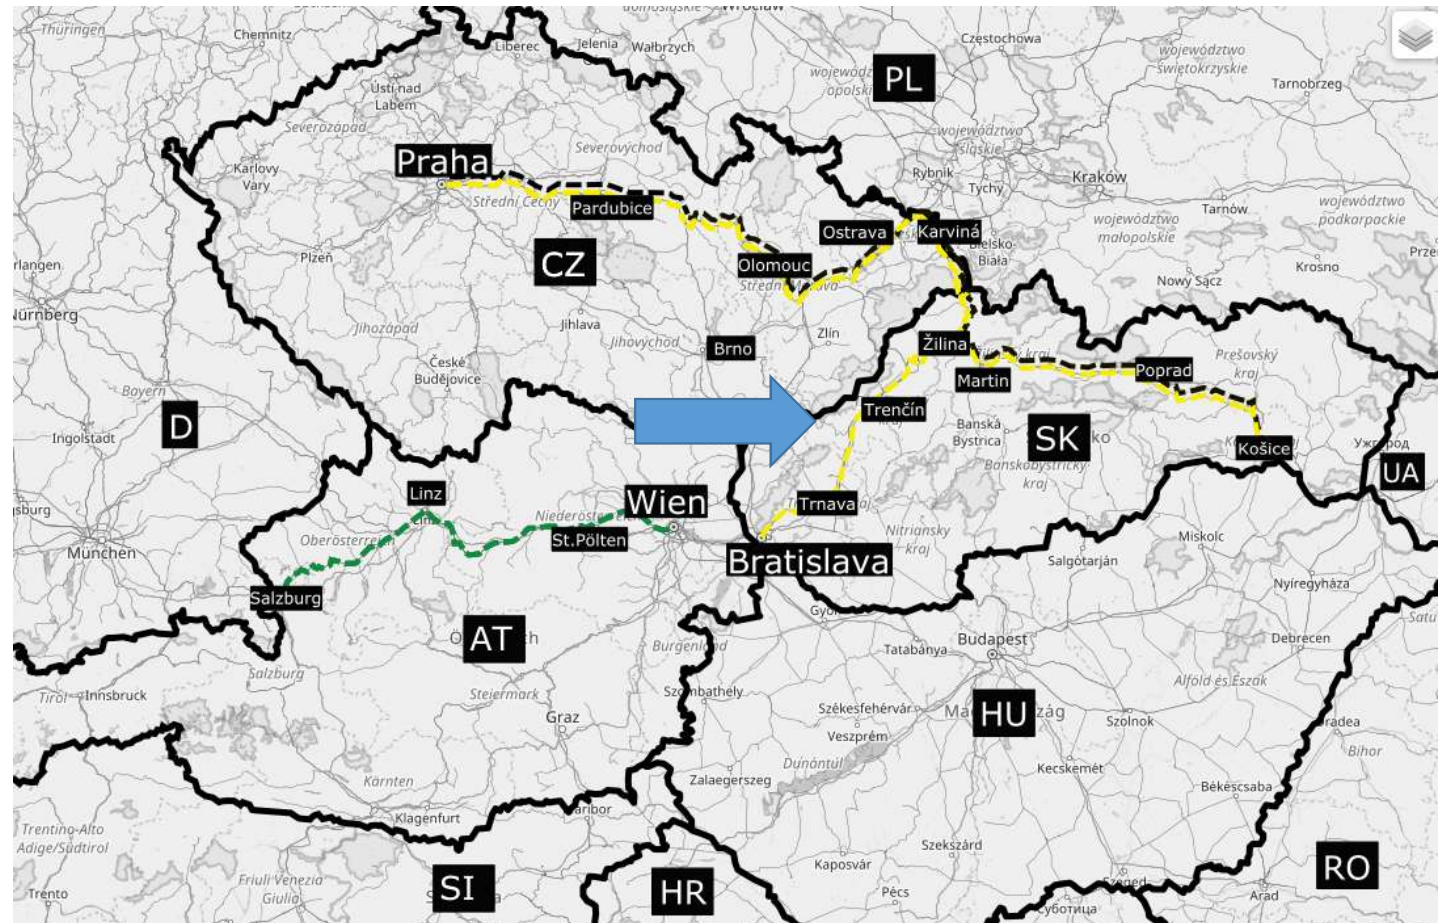 Thüringen
Chemnitz
Liberec
Jelenia
Wałbrzych
Częstochowa
PL
województwo
świętokrzyskie
Tarnobrzeg
Ústí nad
Labem
Severozápad
Severovýchod
województwo
śląskie
Praha
Karlovy
Vary
Rybnik
Tychy
Kraków
Střední Čechy
Pardubice
Tarnów
województwo
podkarpackie
województwo
małopolskie
Ostrava
Karviná
Bielsko-
Biała
Plzeň
CZ
Olomouc
Krosno
Nowy Sącz
Nürnberg
Jihozápad
Jihlava
Jihovýchod
Brno
Zlín
Žilina
Prešovský
kraj
Martin
Poprad
České
Budějovice
Bayern
D
Trenčín
Banská
Bystrica
SK
Banskobystrický
kraj
Košice
Ужгород
UA
Ingolstadt
Linz
Wien
Niederösterreich
Oberösterreich
St.Pölten
Trnava
Nitriansky
kraj
Bratislava
München
Salzburg
Salgótarján
Miskolc
Nyíregyháza
AT
Burgenland
Budapest
Tatabánya
Debrecen
Salzburg
Tirol
Innsbruck
Steiermark
Graz
Szombathely
Székesfehérvár
Veszprém
HU
Szolnok
Alföld és Észak
Bihor
Kärnten
Klagenfurt
Dunántúl
Zalaegerszeg
Kecskemét
Békéscsaba
Trentino-Alto
Adige/Südtirol
Szekszárd
Kaposvár
Trento
Friuli Venezia
Giulia
SI
HR
Pécs
Szeged
Суботица
Arad
RO